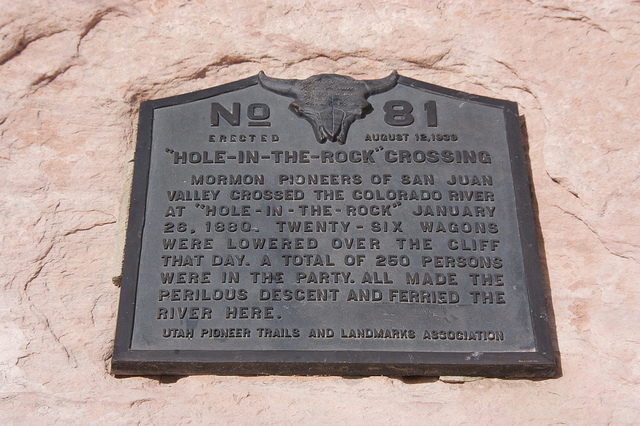 No 81
ERECTED AUGUST 12, 1939
"HOLE-IN-THE-ROCK" CROSSING
MORMON PIONEERS OF SAN JUAN
VALLEY CROSSED THE COLORADO RIVER
AT "HOLE-IN-THE-ROCK" JANUARY
26, 1880. TWENTY-SIX WAGONS
WERE LOWERED OVER THE CLIFF
THAT DAY. A TOTAL OF 250 PERSONS
WERE IN THE PARTY. ALL MADE THE
PERILOUS DESCENT AND FERRIED THE
RIVER HERE.
UTAH PIONEER TRAILS AND LANDMARKS ASSOCIATION